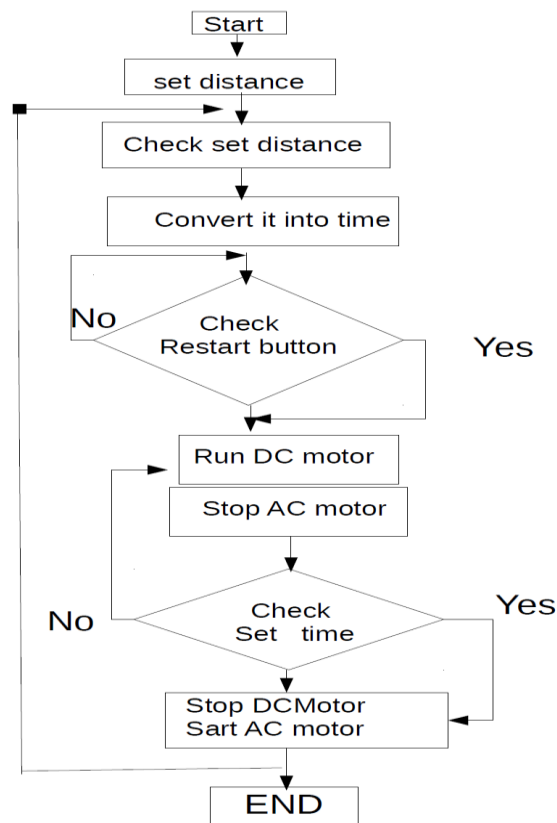 Start
set distance
Check set distance
Convert it into time
No
Check
Restart button
Yes
Run DC motor
Stop AC motor
No
Check
Set time
Yes
Stop DCMotor
Sart AC motor
END